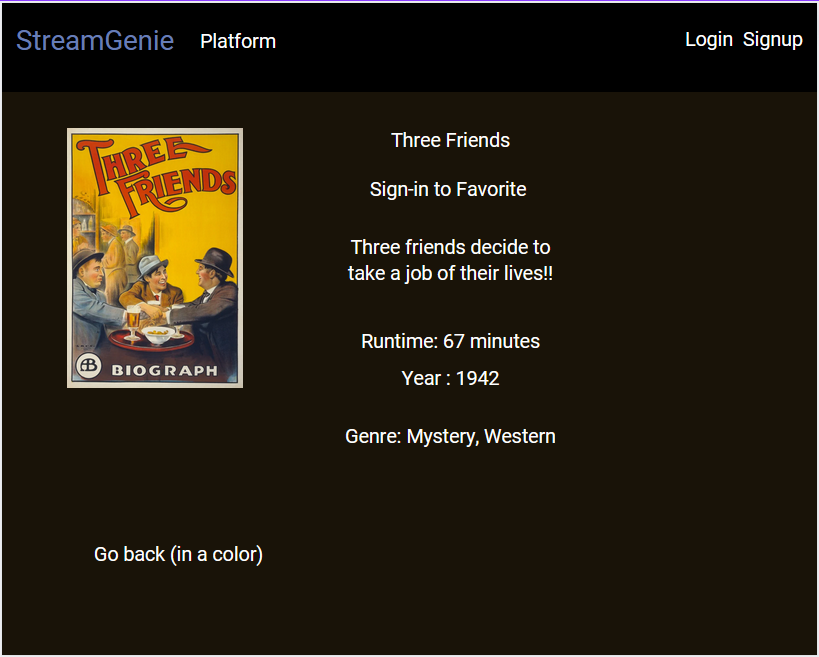 StreamGenie Platform Login Signup
THREE
FRIENDS
AB BIOGRAPH
Three Friends
Sign-in to Favorite
Three friends decide to
take a job of their lives!!
Runtime: 67 minutes
Year : 1942
Genre: Mystery, Western
Go back (in a color)